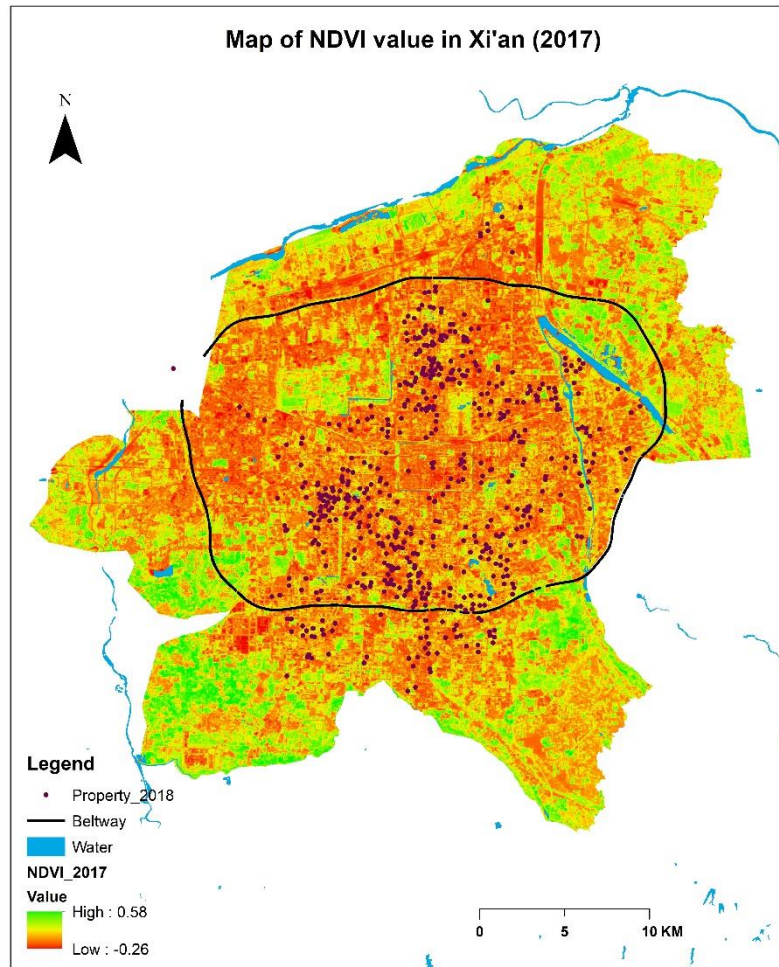 Map of NDVI value in Xi'an (2017)
N
Legend
Property_2018
Beltway
Water
NDVI_2017
Value
High : 0.58
Low : -0.26
0 5 10 KM